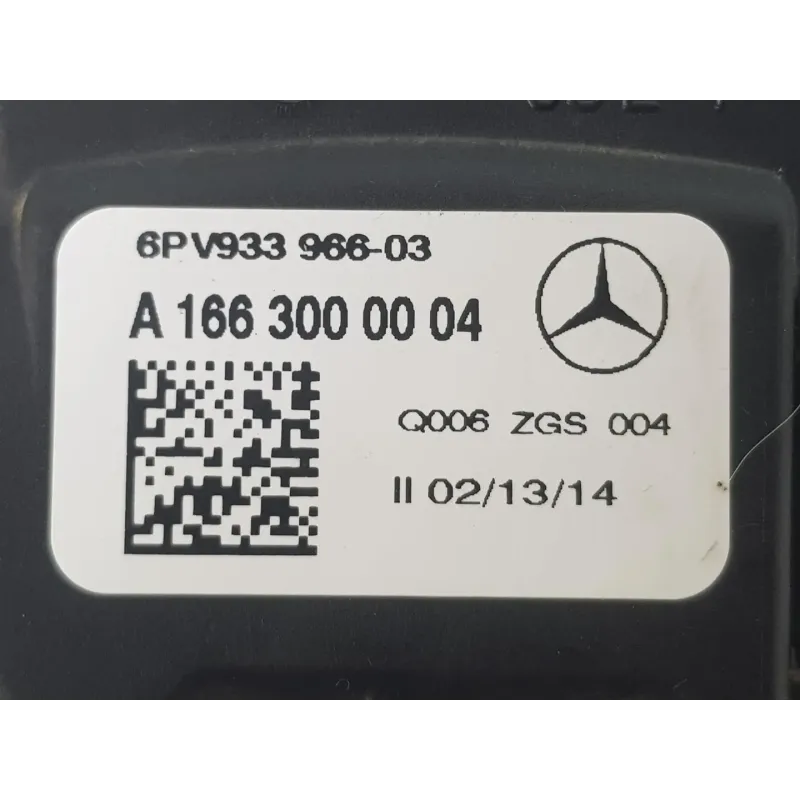 6PV933 966-03
A 166 300 00 04
Q006 ZGS 004
II 02/13/14